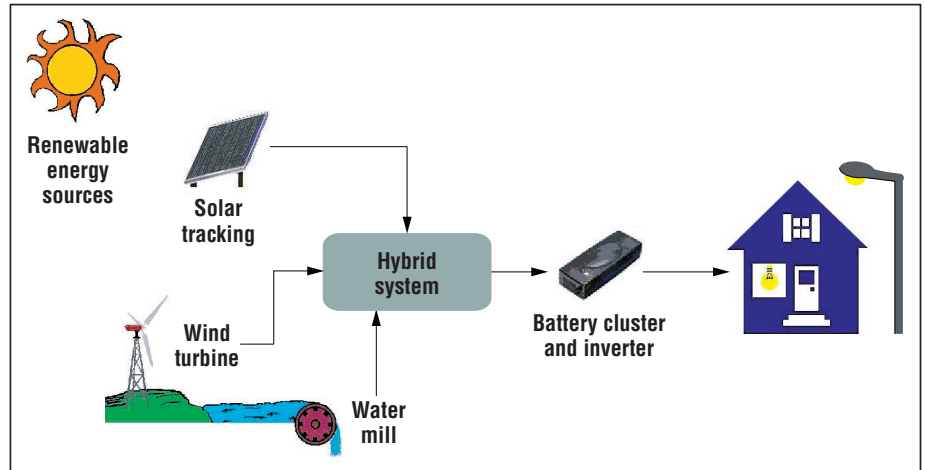 Renewable
energy
sources
Solar
tracking
Hybrid
system
Wind
turbine
Battery cluster
and inverter
Water
mill